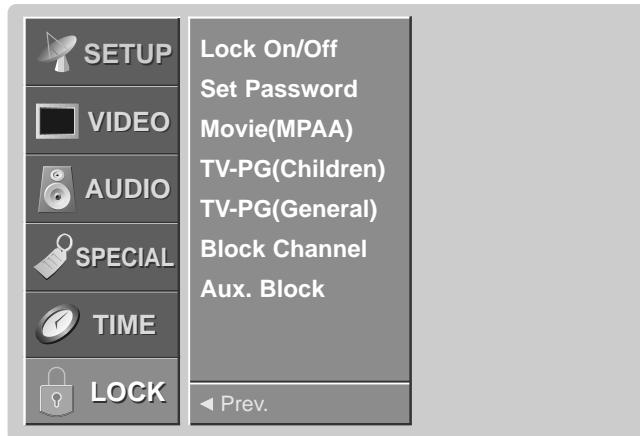 SETUP
VIDEO
AUDIO
SPECIAL
TIME
LOCK
Lock On/Off
Set Password
Movie(MPAA)
TV-PG(Children)
TV-PG(General)
Block Channel
Aux. Block
◄ Prev.